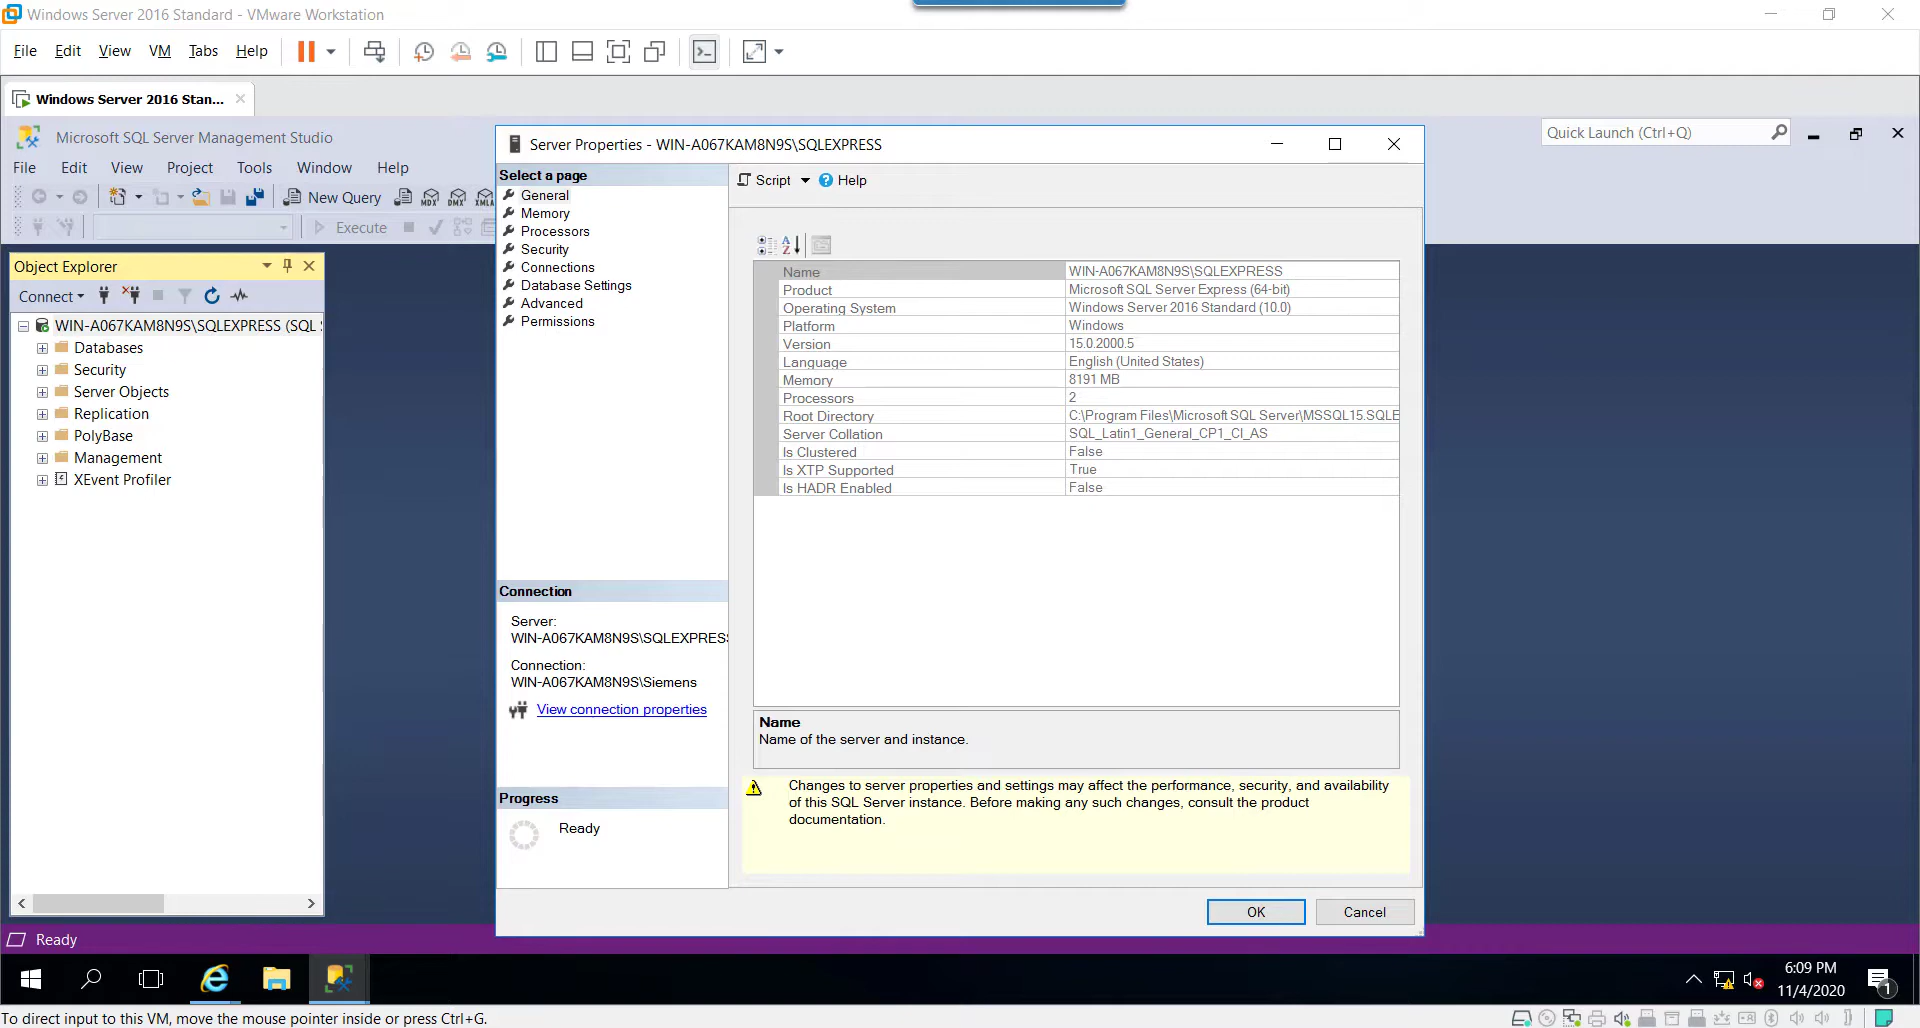 Windows Server 2016 Standard - VMware Workstation
File Edit View VM Tabs Help
Windows Server 2016 Stan...
Microsoft SQL Server Management Studio
Quick Launch (Ctrl+Q)
File Edit View Project Tools Window Help
New Query MDX DMX XMLA
Execute
Object Explorer
Connect
WIN-A067KAM8N9S\SQLEXPRESS (SQL S
Databases
Security
Server Objects
Replication
PolyBase
Management
XEvent Profiler
Server Properties - WIN-A067KAM8N9S\SQLEXPRESS
Select a page
General
Memory
Processors
Security
Connections
Database Settings
Advanced
Permissions
Connection
Server:
WIN-A067KAM8N9S\SQLEXPRESS
Connection:
WIN-A067KAM8N9S\Siemens
View connection properties
Progress
Ready
Script Help
Name WIN-A067KAM8N9S\SQLEXPRESS
Product Microsoft SQL Server Express (64-bit)
Operating System Windows Server 2016 Standard (10.0)
Platform Windows
Version 15.0.2000.5
Language English (United States)
Memory 8191 MB
Processors 2
Root Directory C:\Program Files\Microsoft SQL Server\MSSQL15.SQLE
Server Collation SQL_Latin1_General_CP1_CI_AS
Is Clustered False
Is XTP Supported True
Is HADR Enabled False
Name
Name of the server and instance.
Changes to server properties and settings may affect the performance, security, and availability
of this SQL Server instance. Before making any such changes, consult the product
documentation.
OK Cancel
Ready
6:09 PM
11/4/2020
1
To direct input to this VM, move the mouse pointer inside or press Ctrl+G.